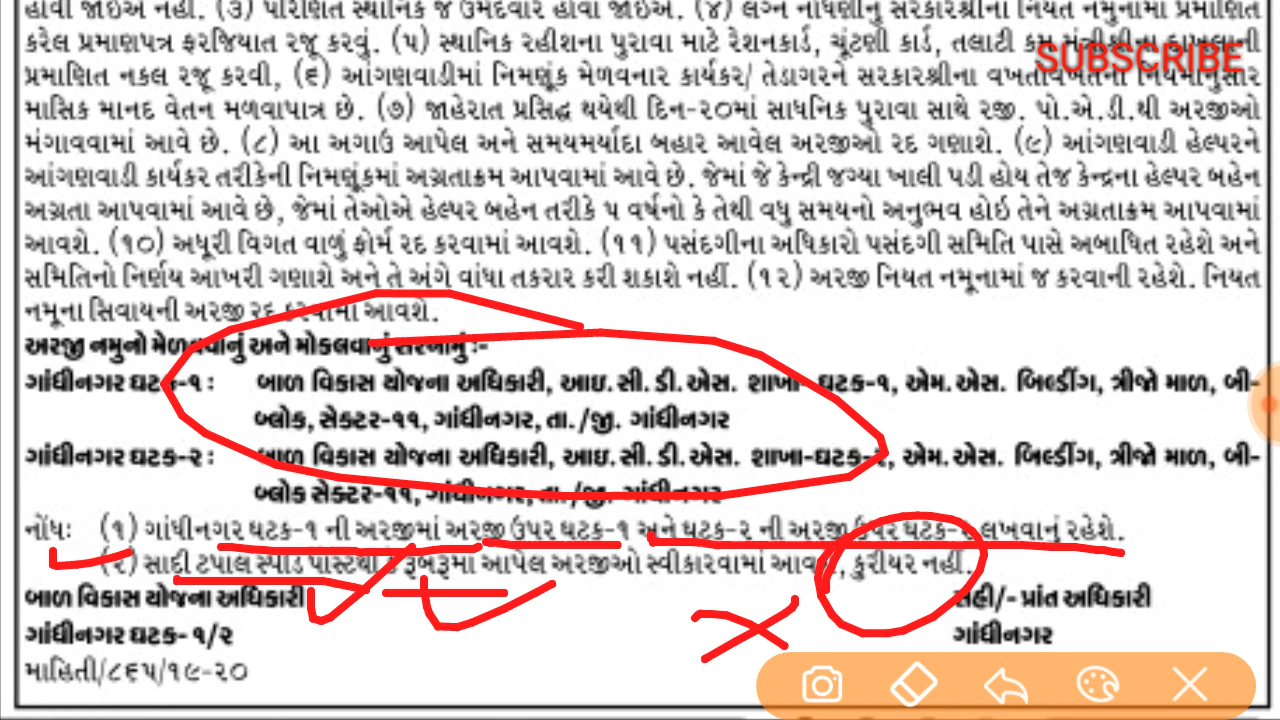 હોવી જોઇએ નહીં. (૩) પરિણિત સ્થાનિક જ ઉમેદવાર હોવા જોઇએ. (૪) લગ્ન નોંધણીનું સરકારશ્રીના નિયત નમુનામાં પ્રમાણિત
કરેલ પ્રમાણપત્ર ફરજિયાત રજૂ કરવું. (૫) સ્થાનિક રહીશના પુરાવા માટે રેશનકાર્ડ, ચૂંટણી કાર્ડ, તલાટી કમ મંત્રીશ્રીના દાખલાની
SUBSCRIBE
પ્રમાણિત નકલ રજૂ કરવી, (૬) આંગણવાડીમાં નિમણૂંક મેળવનાર કાર્યકર/ તેડાગરને સરકારશ્રીના વખતોવખતના નિયમાનુસાર
માસિક માનદ વેતન મળવાપાત્ર છે. (૭) જાહેરાત પ્રસિદ્ધ થયેથી દિન-૨૦માં સાધનિક પુરાવા સાથે રજી. પો.એ.ડી.થી અરજીઓ
મંગાવવામાં આવે છે. (૮) આ અગાઉ આપેલ અને સમયમર્યાદા બહાર આવેલ અરજીઓ રદ ગણાશે. (૯) આંગણવાડી હેલ્પરને
આંગણવાડી કાર્યકર તરીકેની નિમણૂંકમાં અગ્રતાક્રમ આપવામાં આવે છે. જેમાં જે કેન્દ્રી જગ્યા ખાલી પડી હોય તેજ કેન્દ્રના હેલ્પર બહેન
અગ્રતા આપવામાં આવે છે, જેમાં તેઓએ હેલ્પર બહેન તરીકે ૫ વર્ષનો કે તેથી વધુ સમયનો અનુભવ હોઇ તેને અગ્રતાક્રમ આપવામાં
આવશે. (૧૦) અધૂરી વિગત વાળું ફોર્મ રદ કરવામાં આવશે. (૧૧) પસંદગીના અધિકારો પસંદગી સમિતિ પાસે અબાધિત રહેશે અને
સમિતિનો નિર્ણય આખરી ગણાશે અને તે અંગે વાંધા તકરાર કરી શકાશે નહીં. (૧૨) અરજી નિયત નમૂનામાં જ કરવાની રહેશે. નિયત
નમૂના સિવાયની અરજી રદ કરવામાં આવશે.
અરજી નમુનો મેળવવાનું અને મોકલવાનું સરનામું :-
ગાંધીનગર ઘટક-૧ : બાળ વિકાસ યોજના અધિકારી, આઇ.સી.ડી.એસ. શાખા- ઘટક-૧, એમ.એસ. બિલ્ડીંગ, ત્રીજો માળ, બી-
બ્લોક, સેક્ટર-૧૧, ગાંધીનગર, તા./જી. ગાંધીનગર
ગાંધીનગર ઘટક-૨ : બાળ વિકાસ યોજના અધિકારી, આઇ.સી.ડી.એસ. શાખા-ઘટક-૨, એમ.એસ. બિલ્ડીંગ, ત્રીજો માળ, બી-
બ્લોક સેક્ટર-૧૧, ગાંધીનગર, તા./જી. ગાંધીનગર
નોંધઃ (૧) ગાંધીનગર ઘટક-૧ ની અરજીમાં અરજી ઉપર ઘટક-૧ અને ઘટક-૨ ની અરજી ઉપર ઘટક-૨ લખવાનું રહેશે.
(૨) સાદી ટપાલ સ્પીડ પોસ્ટથી કે રૂબરૂમાં આપેલ અરજીઓ સ્વીકારવામાં આવશે, કુરીયર નહીં.
બાળ વિકાસ યોજના અધિકારી સહી/- પ્રાંત અધિકારી
ગાંધીનગર ઘટક- ૧/૨ ગાંધીનગર
માહિતી/૮૬૫/૧૯-૨૦